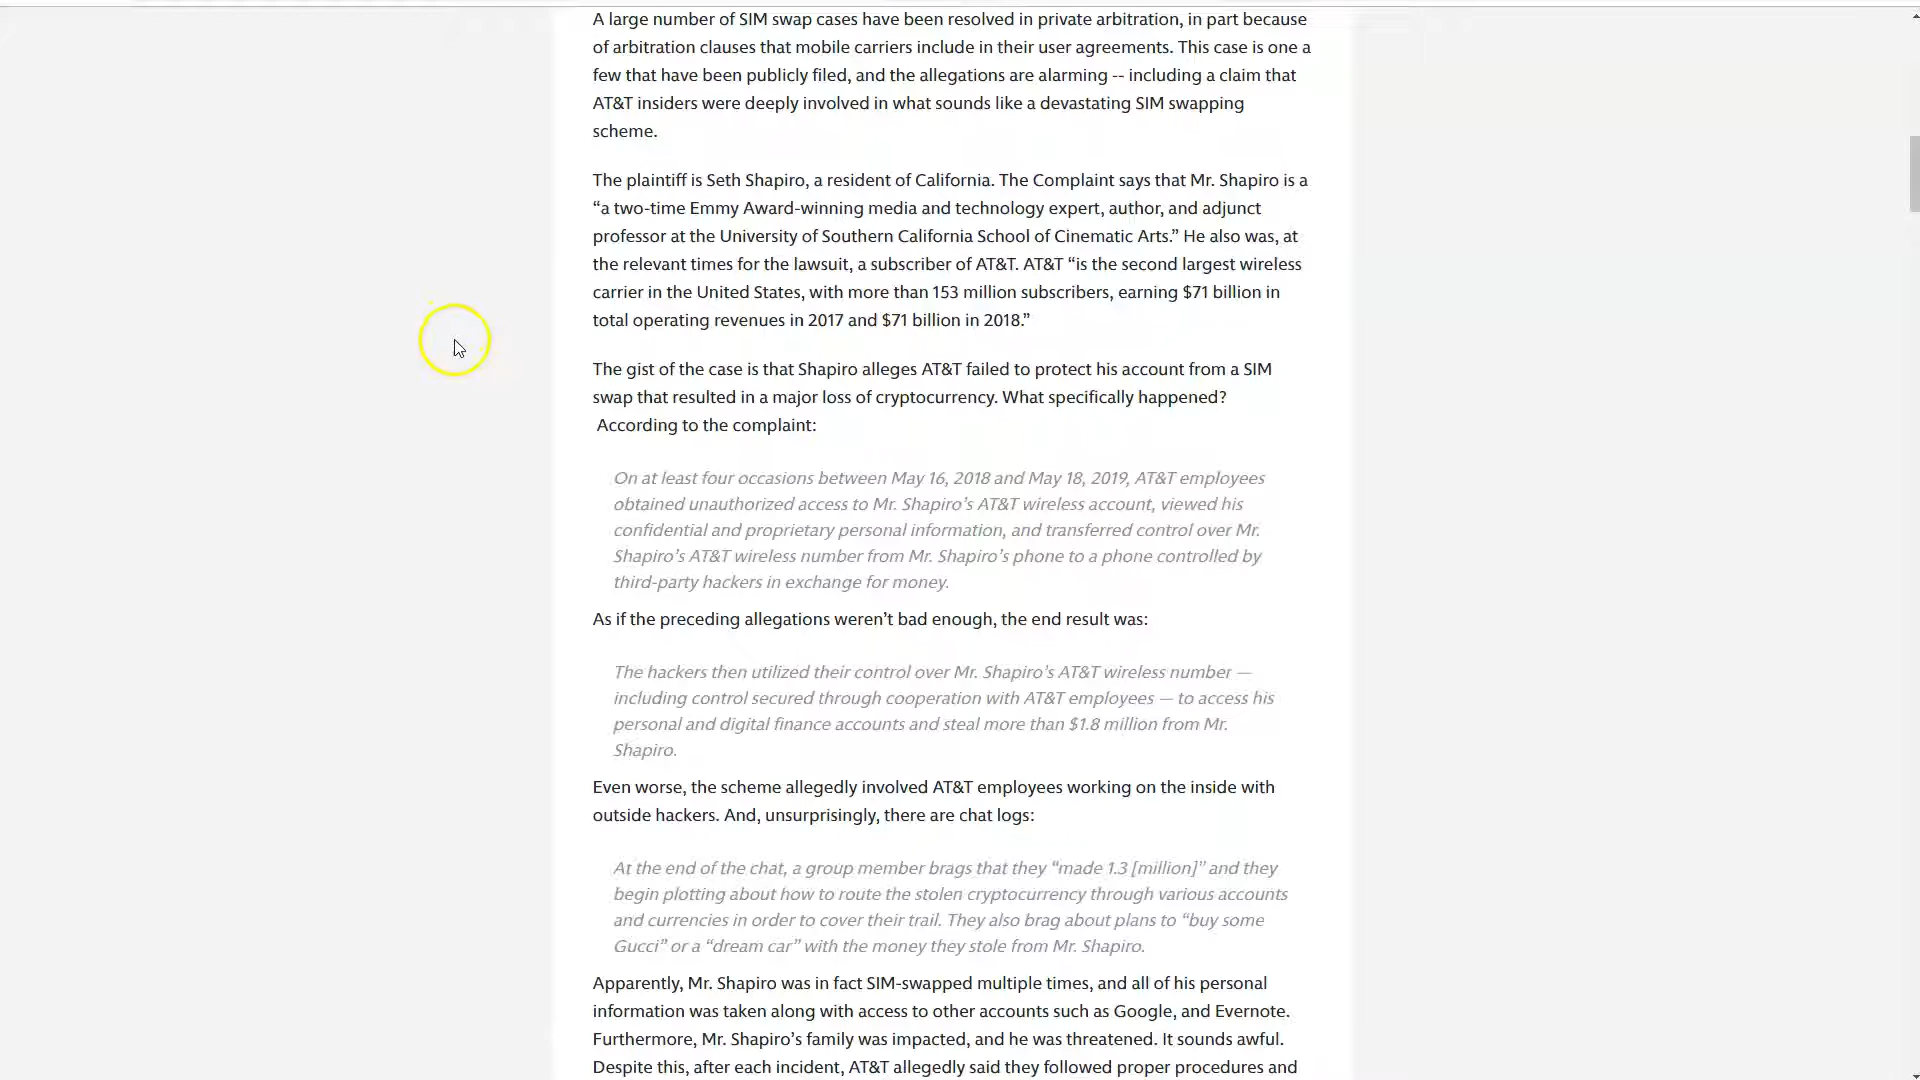 A large number of SIM swap cases have been resolved in private arbitration, in part because
of arbitration clauses that mobile carriers include in their user agreements. This case is one a
few that have been publicly filed, and the allegations are alarming -- including a claim that
AT&T insiders were deeply involved in what sounds like a devastating SIM swapping
scheme.
The plaintiff is Seth Shapiro, a resident of California. The Complaint says that Mr. Shapiro is a
“a two-time Emmy Award-winning media and technology expert, author, and adjunct
professor at the University of Southern California School of Cinematic Arts.” He also was, at
the relevant times for the lawsuit, a subscriber of AT&T. AT&T “is the second largest wireless
carrier in the United States, with more than 153 million subscribers, earning $71 billion in
total operating revenues in 2017 and $71 billion in 2018.”
The gist of the case is that Shapiro alleges AT&T failed to protect his account from a SIM
swap that resulted in a major loss of cryptocurrency. What specifically happened?
According to the complaint:
On at least four occasions between May 16, 2018 and May 18, 2019, AT&T employees
obtained unauthorized access to Mr. Shapiro’s AT&T wireless account, viewed his
confidential and proprietary personal information, and transferred control over Mr.
Shapiro’s AT&T wireless number from Mr. Shapiro’s phone to a phone controlled by
third-party hackers in exchange for money.
As if the preceding allegations weren’t bad enough, the end result was:
The hackers then utilized their control over Mr. Shapiro’s AT&T wireless number —
including control secured through cooperation with AT&T employees — to access his
personal and digital finance accounts and steal more than $1.8 million from Mr.
Shapiro.
Even worse, the scheme allegedly involved AT&T employees working on the inside with
outside hackers. And, unsurprisingly, there are chat logs:
At the end of the chat, a group member brags that they “made 1.3 [million]” and they
begin plotting about how to route the stolen cryptocurrency through various accounts
and currencies in order to cover their trail. They also brag about plans to “buy some
Gucci” or a “dream car” with the money they stole from Mr. Shapiro.
Apparently, Mr. Shapiro was in fact SIM-swapped multiple times, and all of his personal
information was taken along with access to other accounts such as Google, and Evernote.
Furthermore, Mr. Shapiro’s family was impacted, and he was threatened. It sounds awful.
Despite this, after each incident, AT&T allegedly said they followed proper procedures and